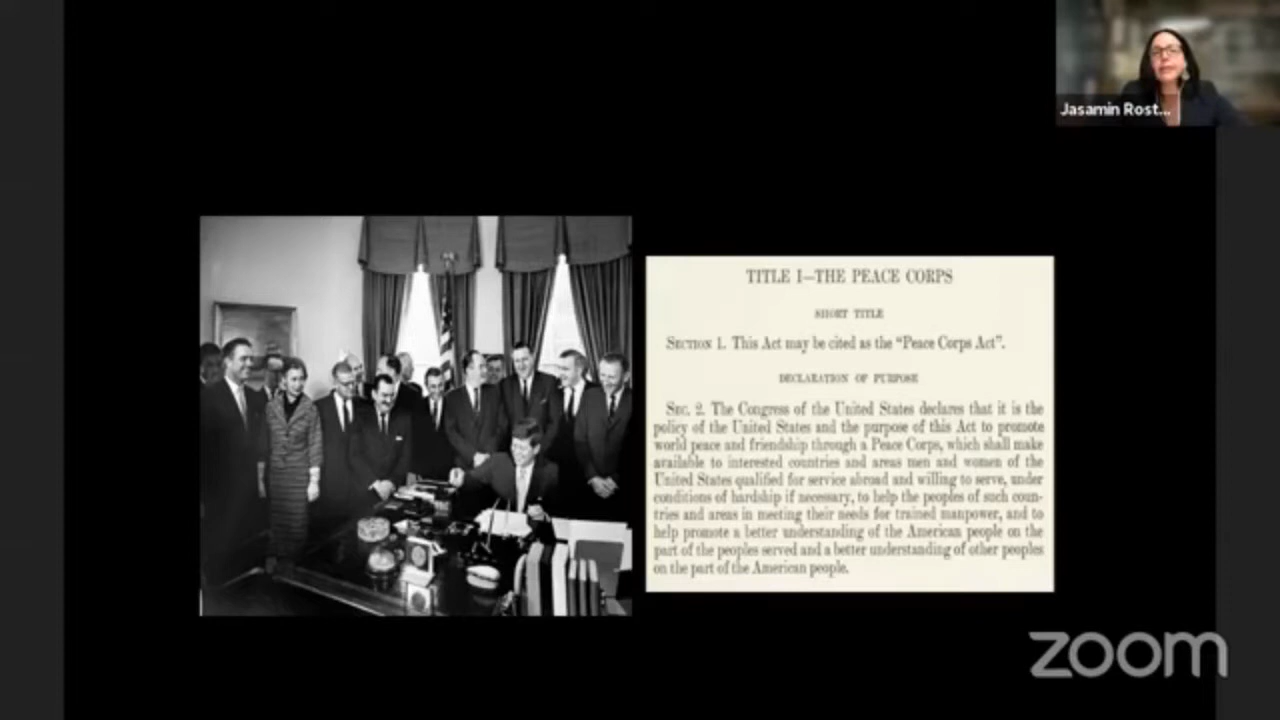 Jasamin Rost...
TITLE I—THE PEACE CORPS
SHORT TITLE
SECTION 1. This Act may be cited as the “Peace Corps Act”.
DECLARATION OF PURPOSE
SEC. 2. The Congress of the United States declares that it is the
policy of the United States and the purpose of this Act to promote
world peace and friendship through a Peace Corps, which shall make
available to interested countries and areas men and women of the
United States qualified for service abroad and willing to serve, under
conditions of hardship if necessary, to help the peoples of such coun-
tries and areas in meeting their needs for trained manpower, and to
help promote a better understanding of the American people on the
part of the peoples served and a better understanding of other peoples
on the part of the American people.
zoom